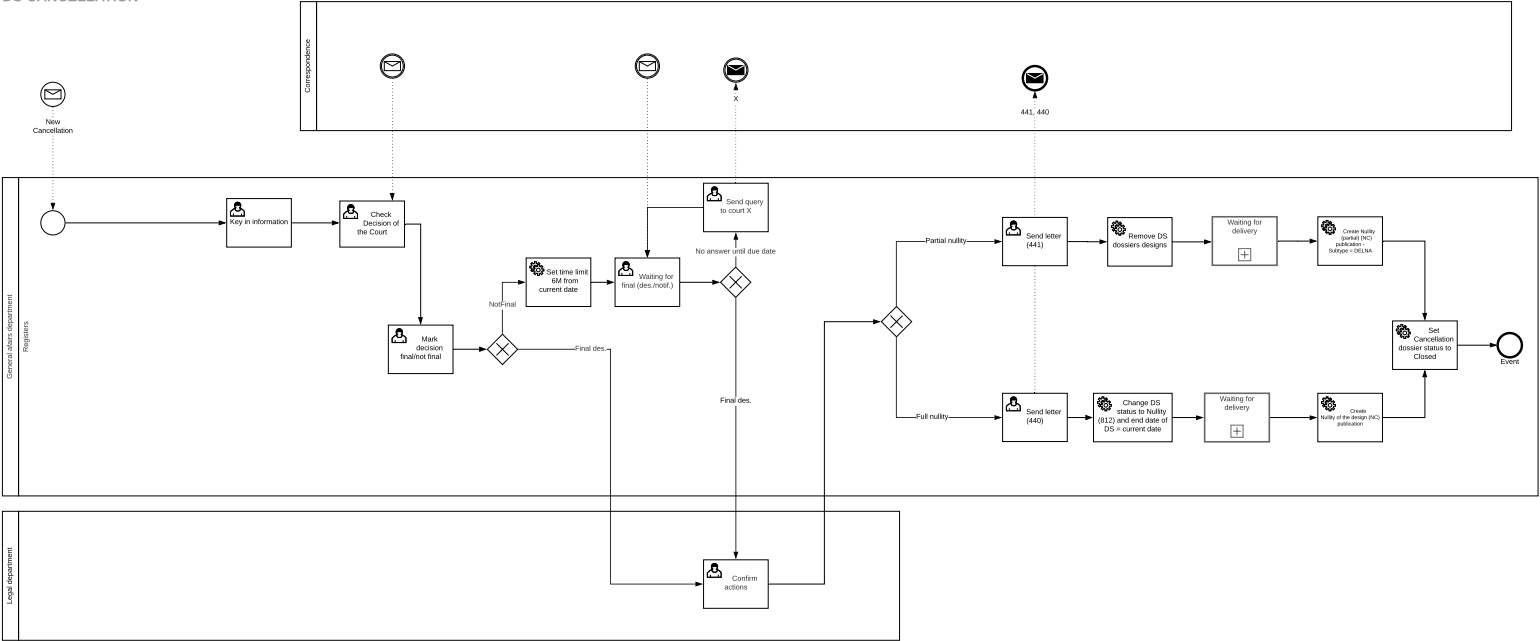 Correspondence
New
Cancellation
X
441, 440
General afairs department
Registers
Key in information
Check
Decision of
the Court
Send query
to court X
No answer until due date
Set time limit
6M from
current date
Waiting for
final (des./notif.)
NotFinal
Mark
decision
final/not final
Final des.
Final des.
Partial nullity
Send letter
(441)
Remove DS
dossiers designs
Waiting for
delivery
Create Nullity
(partial) (NC)
publication -
Subtype = DELNA
Set
Cancellation
dossier status to
Closed
Event
Full nullity
Send letter
(440)
Change DS
status to Nullity
(812) and end date of
DS = current date
Waiting for
delivery
Create
Nullity of the design (NC)
publication
Legal department
Confirm
actions